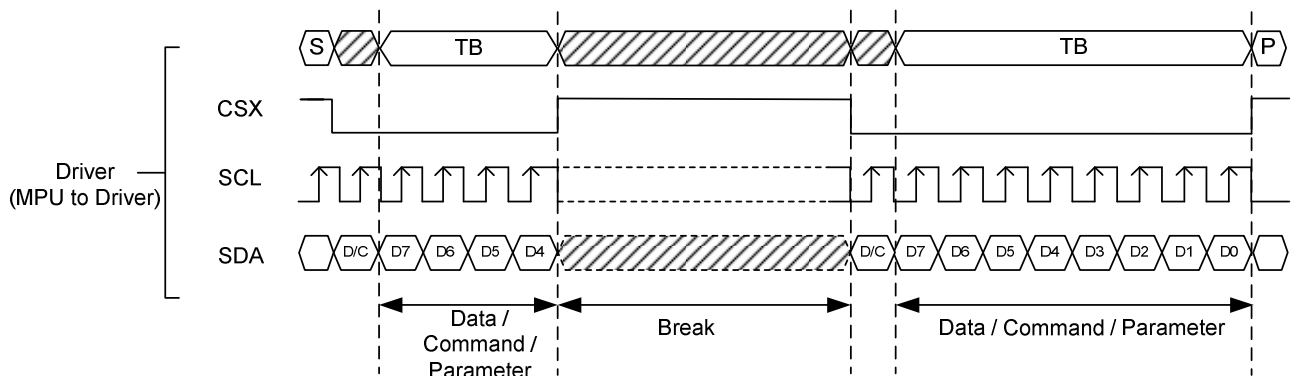 S TB TB P
CSX
Driver
(MPU to Driver)
SCL
SDA D/C D7 D6 D5 D4 D/C D7 D6 D5 D4 D3 D2 D1 D0
Data /
Command /
Parameter
Break
Data / Command / Parameter